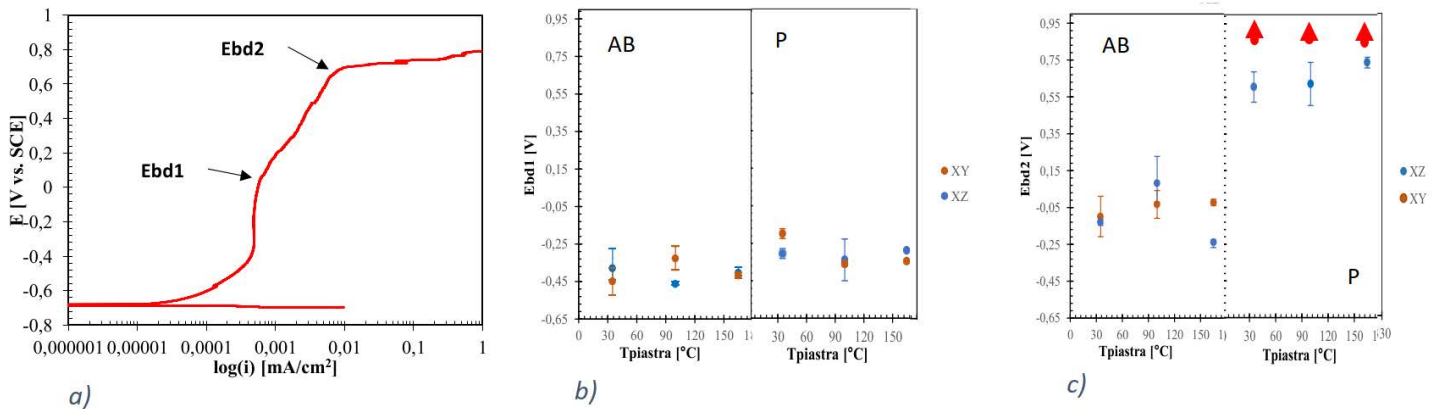 1
0,8
0,6
0,4
0,2
0
-0,2
-0,4
-0,6
-0,8
E [V vs. SCE]
Ebd2
Ebd1
0,000001 0,00001 0,0001 0,001 0,01 0,1 1
log(i) [mA/cm²]
a)
0,95
0,75
0,55
0,35
0,15
-0,05
-0,25
-0,45
-0,65
Ebd1 [V]
AB
P
0 30 60 90 120 150 0 30 60 90 120 150
Tpiastra [°C] Tpiastra [°C]
XY
XZ
b)
0,95
0,75
0,55
0,35
0,15
-0,05
-0,25
-0,45
-0,65
Ebd2 [V]
AB
P
0 30 60 90 120 150 0 30 60 90 120 150
Tpiastra [°C] Tpiastra [°C]
XZ
XY
c)